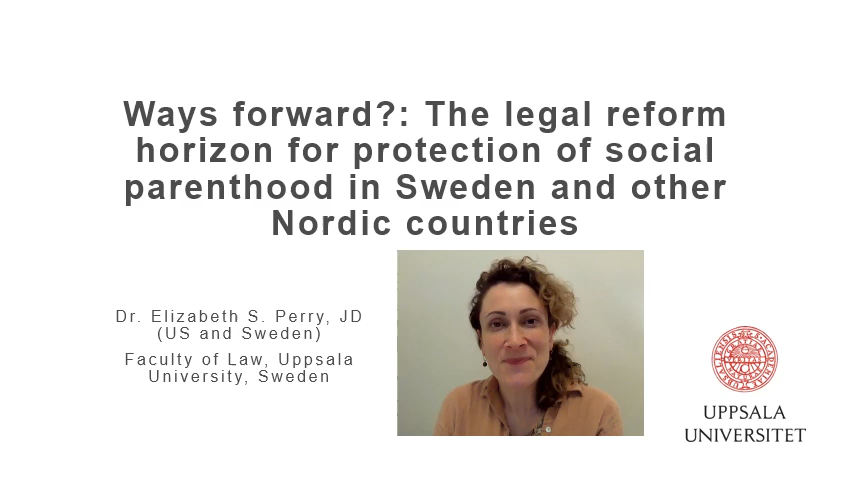 Ways forward?: The legal reform
horizon for protection of social
parenthood in Sweden and other
Nordic countries
Dr. Elizabeth S. Perry, JD
(US and Sweden)
Faculty of Law, Uppsala
University, Sweden
UPPSALA
UNIVERSITET